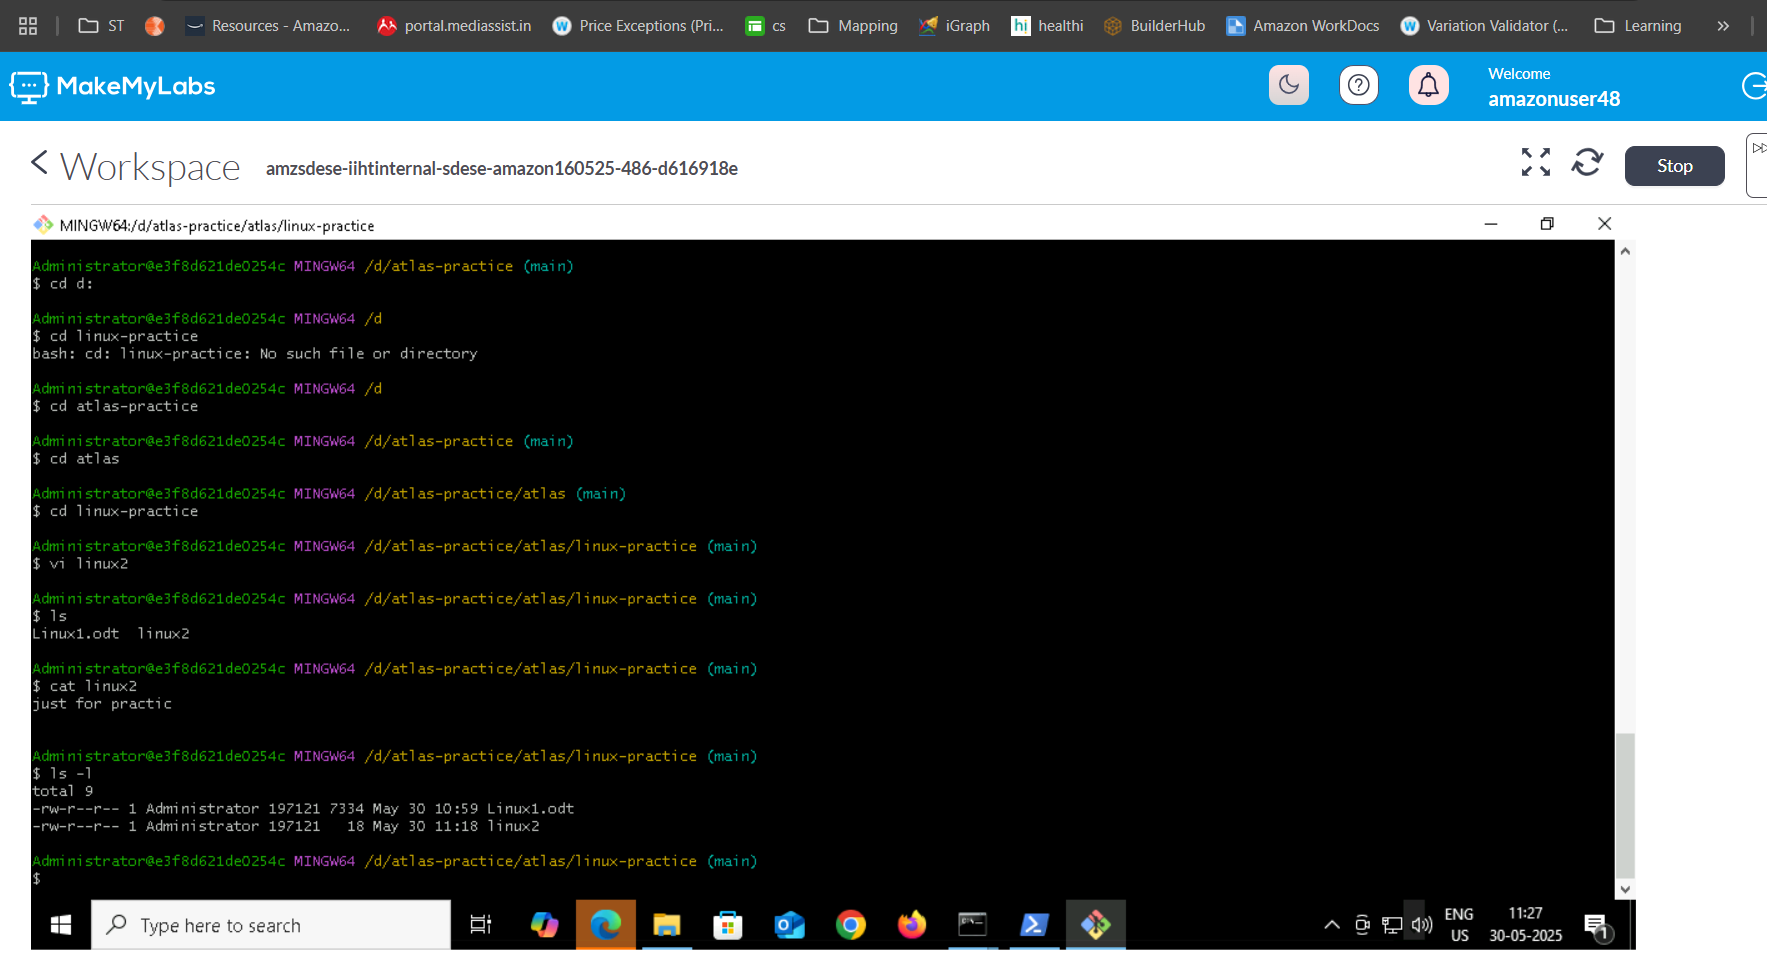 ST
Resources - Amazo...
portal.mediassist.in
Price Exceptions (Pri...
cs
Mapping
iGraph
hi healthi
BuilderHub
Amazon WorkDocs
Variation Validator (...
Learning
MakeMyLabs
Welcome
amazonuser48
Workspace
amzsdese-iihtinternal-sdese-amazon160525-486-d616918e
Stop
MINGW64:/d/atlas-practice/atlas/linux-practice
Administrator@e3f8d621de0254c MINGW64 /d/atlas-practice (main)
$ cd d:
Administrator@e3f8d621de0254c MINGW64 /d
$ cd linux-practice
bash: cd: linux-practice: No such file or directory
Administrator@e3f8d621de0254c MINGW64 /d
$ cd atlas-practice
Administrator@e3f8d621de0254c MINGW64 /d/atlas-practice (main)
$ cd atlas
Administrator@e3f8d621de0254c MINGW64 /d/atlas-practice/atlas (main)
$ cd linux-practice
Administrator@e3f8d621de0254c MINGW64 /d/atlas-practice/atlas/linux-practice (main)
$ vi linux2
Administrator@e3f8d621de0254c MINGW64 /d/atlas-practice/atlas/linux-practice (main)
$ ls
Linux1.odt  linux2
Administrator@e3f8d621de0254c MINGW64 /d/atlas-practice/atlas/linux-practice (main)
$ cat linux2
just for practic
Administrator@e3f8d621de0254c MINGW64 /d/atlas-practice/atlas/linux-practice (main)
$ ls -l
total 9
-rw-r--r-- 1 Administrator 197121 7334 May 30 10:59 Linux1.odt
-rw-r--r-- 1 Administrator 197121   18 May 30 11:18 linux2
Administrator@e3f8d621de0254c MINGW64 /d/atlas-practice/atlas/linux-practice (main)
$
Type here to search
ENG
US
11:27
30-05-2025
1